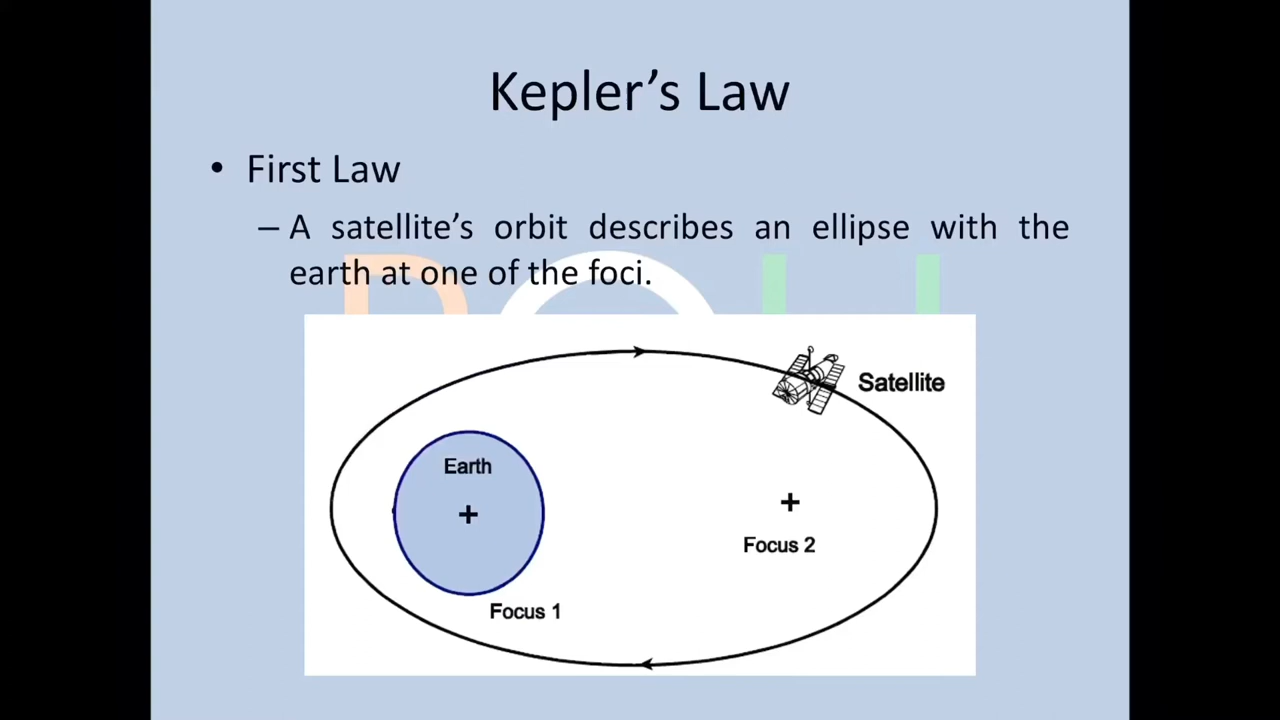 Kepler’s Law
• First Law
– A satellite’s orbit describes an ellipse with the
earth at one of the foci.
Satellite
Earth
+
+
Focus 2
Focus 1